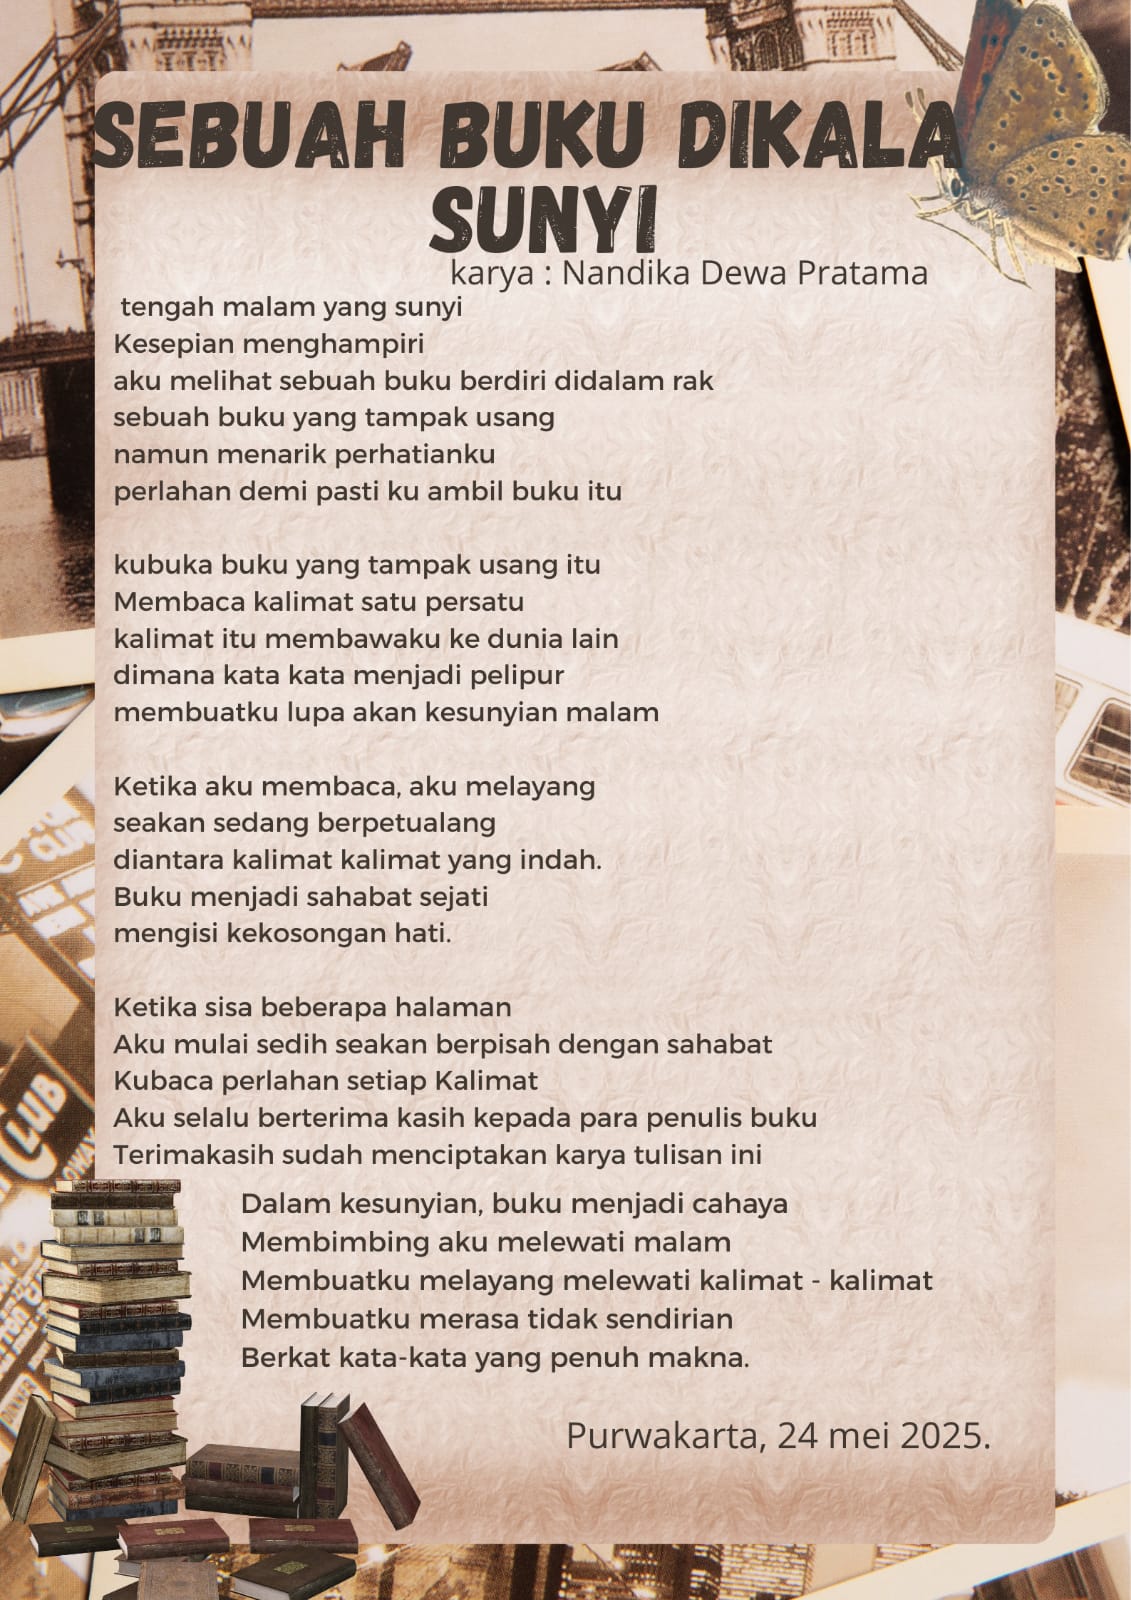 SEBUAH BUKU DIKALA
SUNYI
karya : Nandika Dewa Pratama
tengah malam yang sunyi
Kesepian menghampiri
aku melihat sebuah buku berdiri didalam rak
sebuah buku yang tampak usang
namun menarik perhatianku
perlahan demi pasti ku ambil buku itu
kubuka buku yang tampak usang itu
Membaca kalimat satu persatu
kalimat itu membawaku ke dunia lain
dimana kata kata menjadi pelipur
membuatku lupa akan kesunyian malam
Ketika aku membaca, aku melayang
seakan sedang berpetualang
diantara kalimat kalimat yang indah.
Buku menjadi sahabat sejati
mengisi kekosongan hati.
Ketika sisa beberapa halaman
Aku mulai sedih seakan berpisah dengan sahabat
Kubaca perlahan setiap Kalimat
Aku selalu berterima kasih kepada para penulis buku
Terimakasih sudah menciptakan karya tulisan ini
Dalam kesunyian, buku menjadi cahaya
Membimbing aku melewati malam
Membuatku melayang melewati kalimat - kalimat
Membuatku merasa tidak sendirian
Berkat kata-kata yang penuh makna.
Purwakarta, 24 mei 2025.
CLUB
DINNER